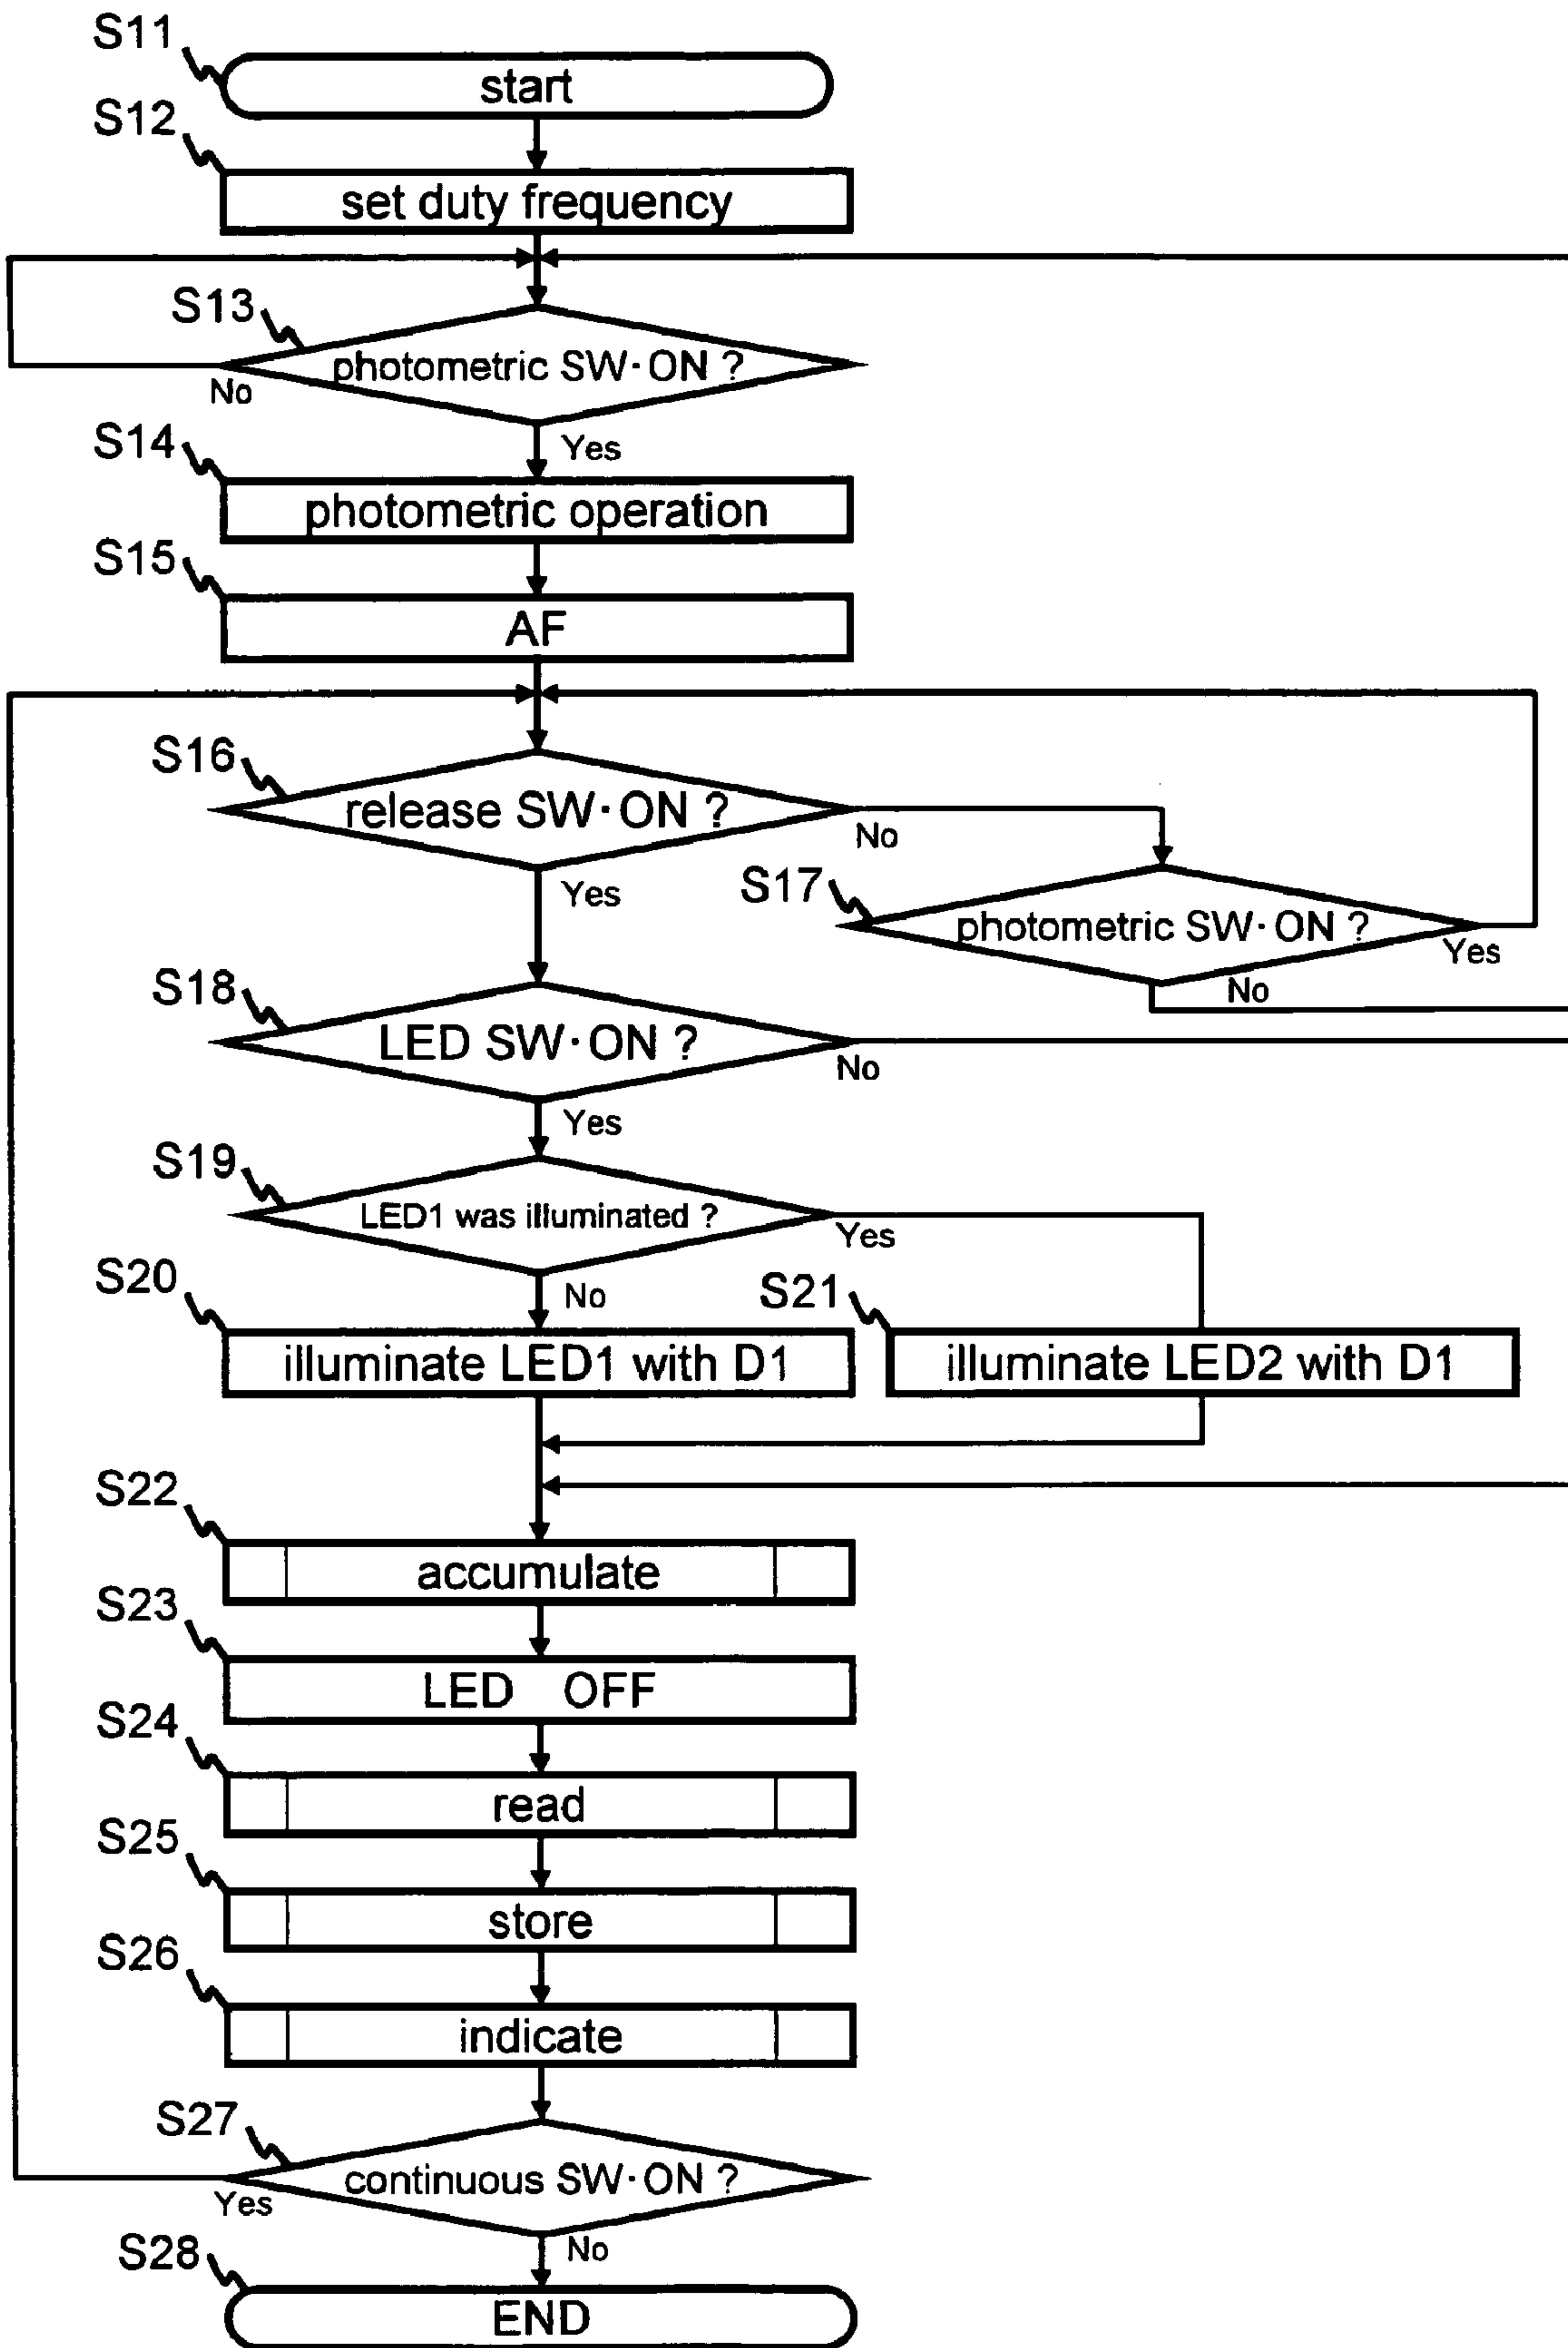 S11
start
S12
set duty frequency
S13
photometric SW·ON ?
No
Yes
S14
photometric operation
S15
AF
S16
release SW·ON ?
No
Yes
S17
photometric SW·ON ?
Yes
No
S18
LED SW·ON ?
No
Yes
S19
LED1 was illuminated ?
Yes
No
S20
illuminate LED1 with D1
S21
illuminate LED2 with D1
S22
accumulate
S23
LED OFF
S24
read
S25
store
S26
indicate
S27
continuous SW·ON ?
Yes
No
S28
END